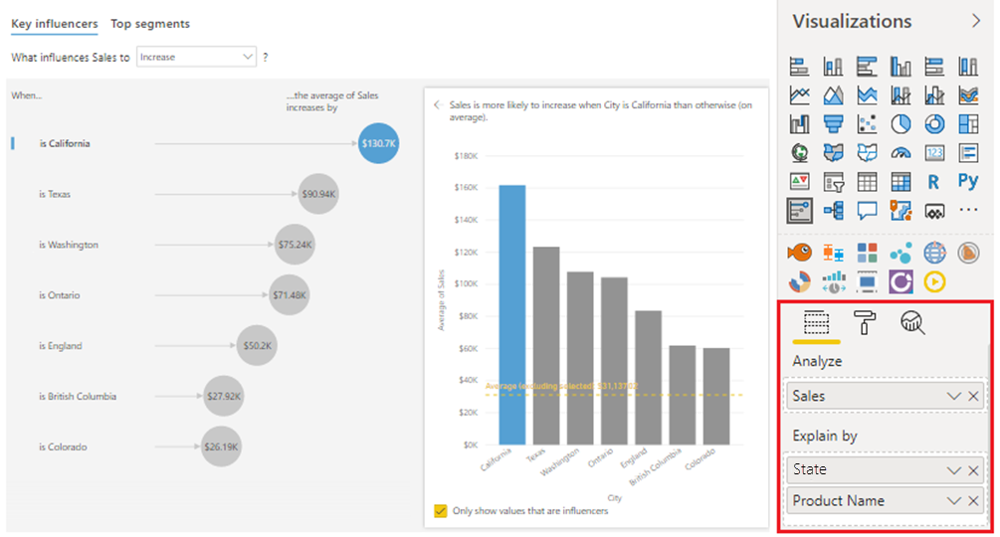 Key influencers Top segments
What influences Sales to Increase ?
When...
...the average of Sales
increases by
is California $130.7K
is Texas $90.94K
is Washington $75.24K
is Ontario $71.48K
is England $50.2K
is British Columbia $27.92K
is Colorado $26.19K
Sales is more likely to increase when City is California than otherwise (on
average).
$180K
$160K
$140K
$120K
$100K
$80K
$60K
$40K
$20K
$0K
Average of Sales
Average (excluding selected)
California
Texas
Washington
Ontario
England
British Columbia
Colorado
City
Only show values that are influencers
Visualizations
123
R Py
Analyze
Sales
Explain by
State
Product Name